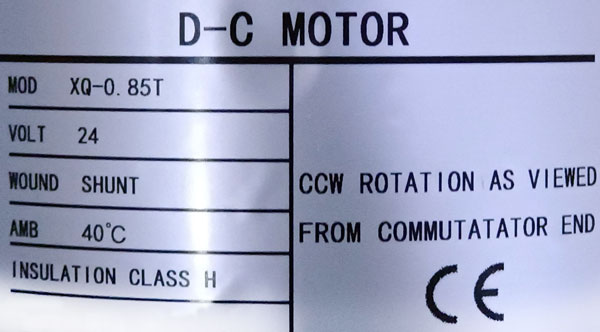 D-C MOTOR
MOD XQ-0.85T
VOLT 24
WOUND SHUNT
AMB 40℃
INSULATION CLASS H
CCW ROTATION AS VIEWED
FROM COMMUTATATOR END
CE